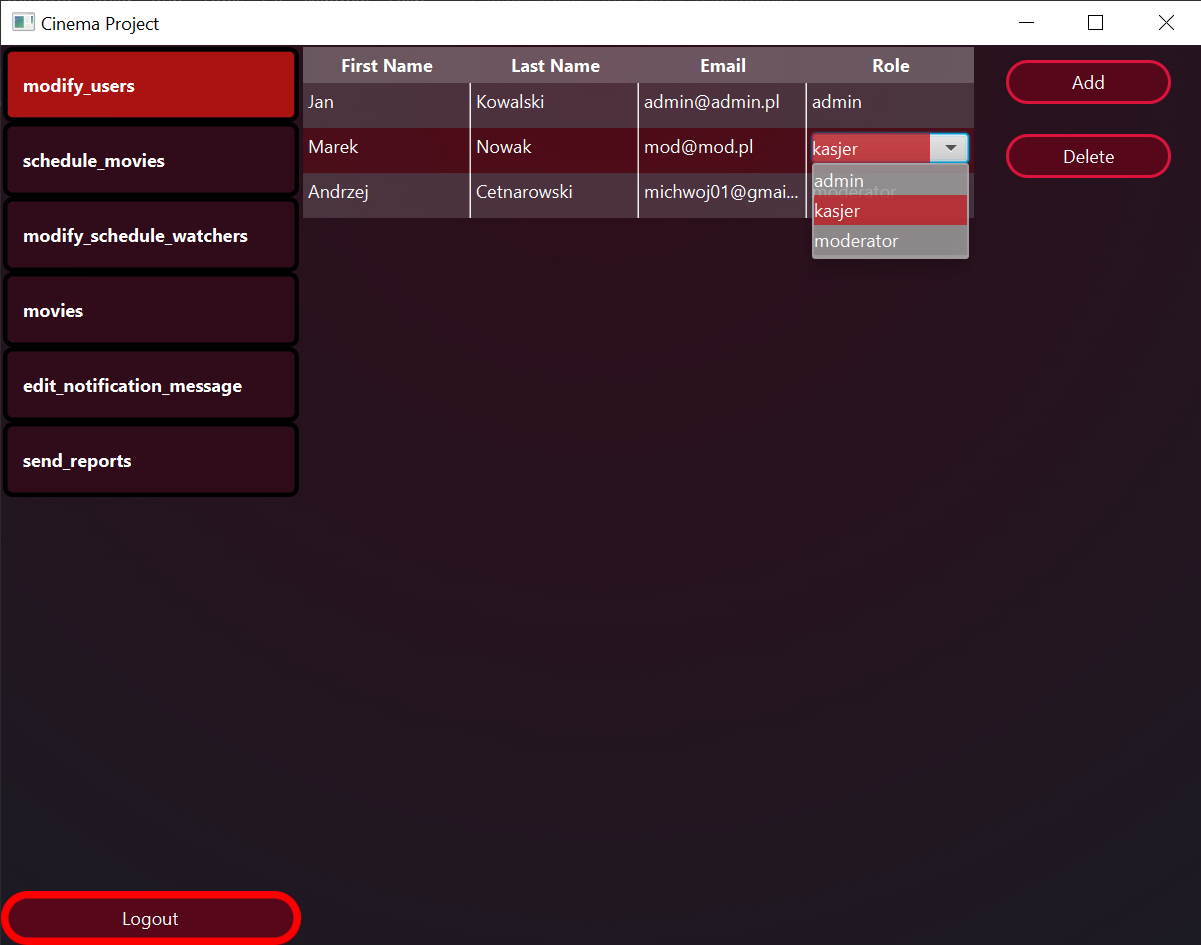 Cinema Project
modify_users
schedule_movies
modify_schedule_watchers
movies
edit_notification_message
send_reports
Logout
First Name Last Name Email Role
Jan Kowalski admin@admin.pl admin
Marek Nowak mod@mod.pl kasjer
Andrzej Cetnarowski michwoj01@gmai... moderator
admin
kasjer
moderator
Add
Delete